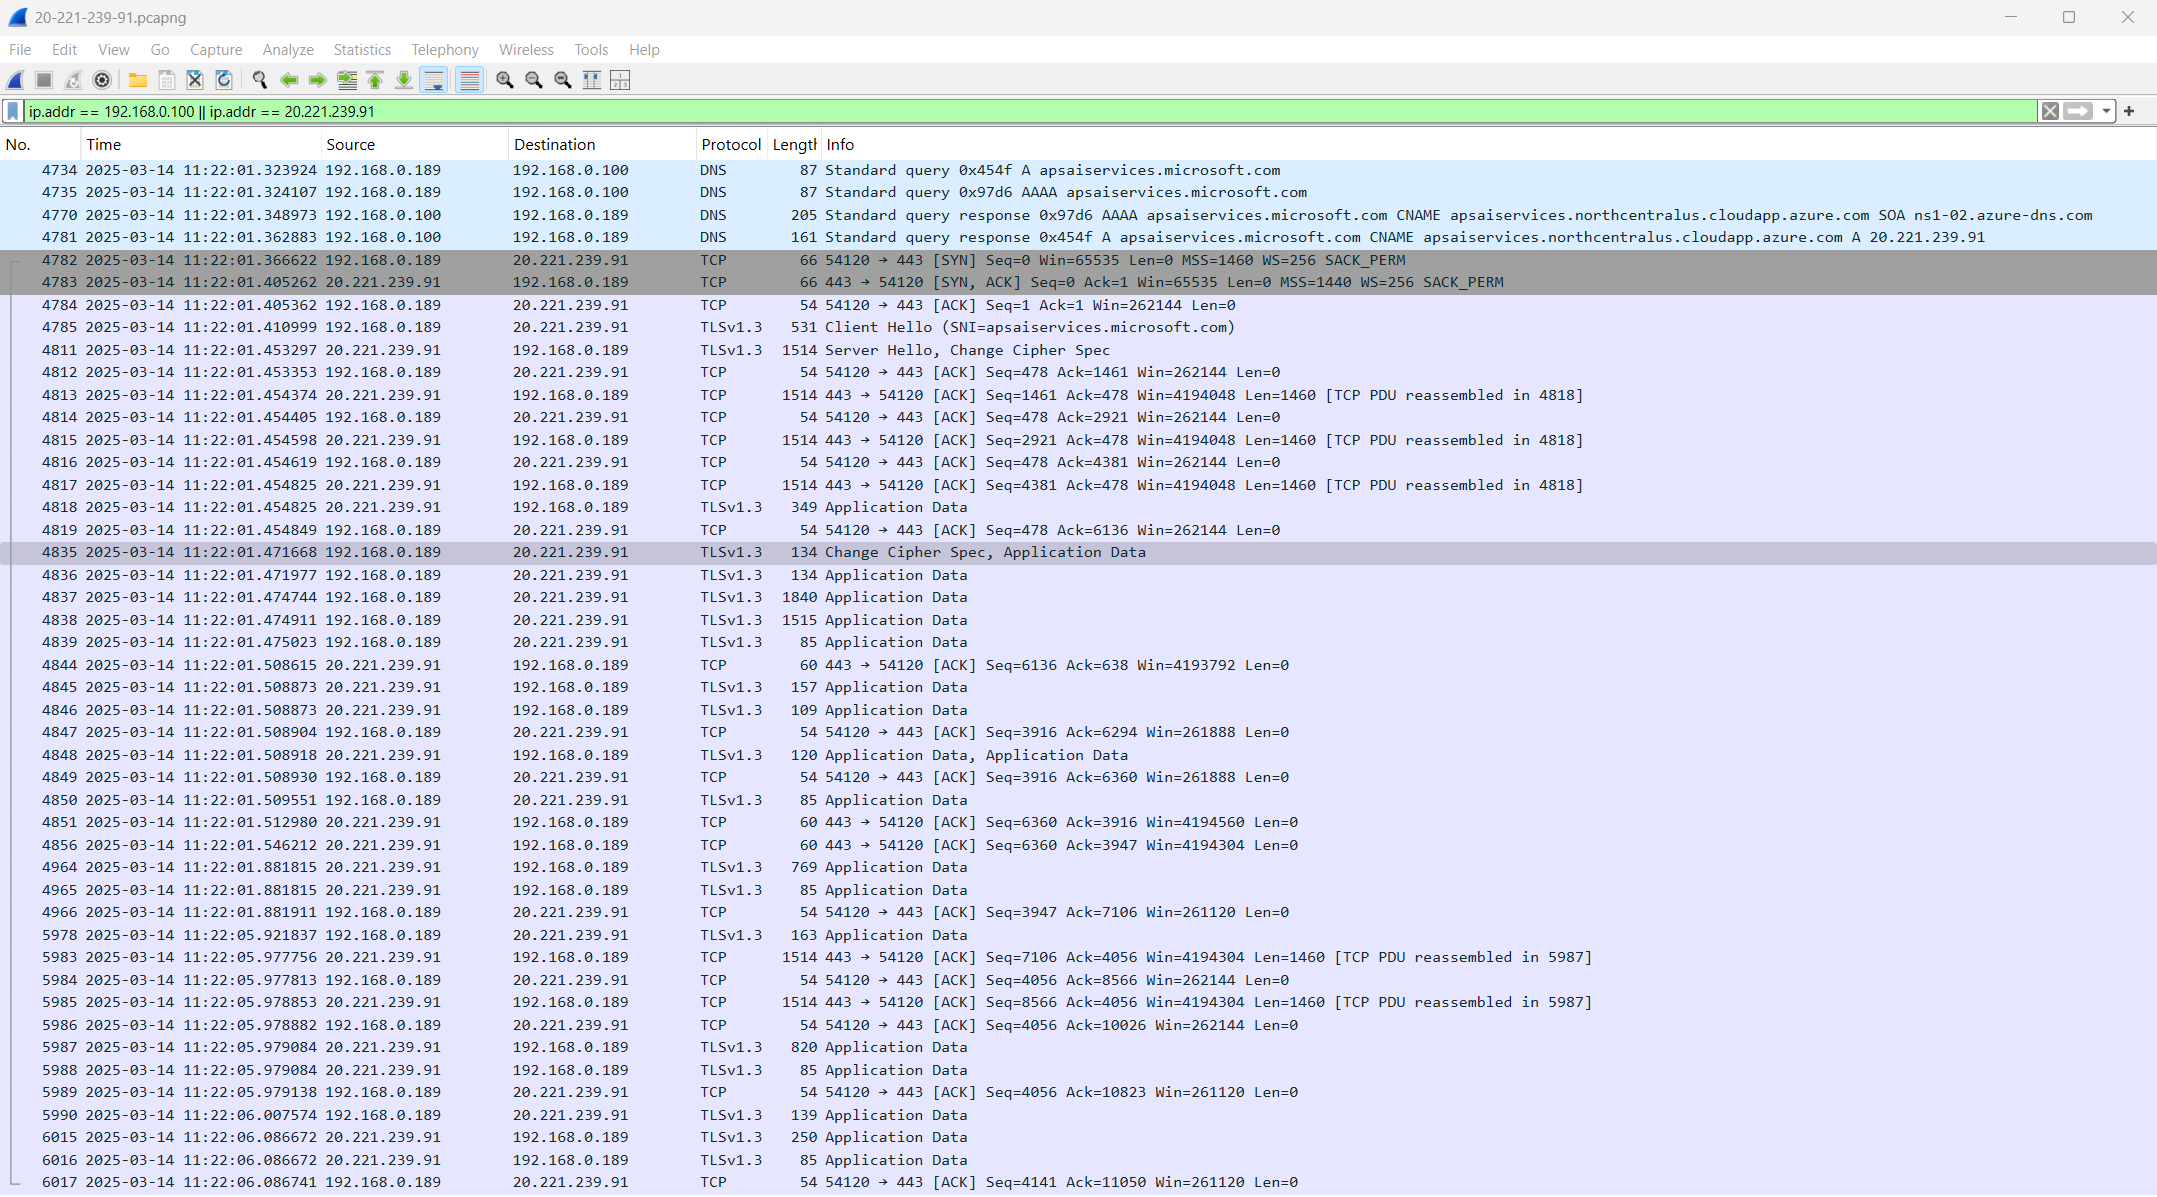 20-221-239-91.pcapng
File Edit View Go Capture Analyze Statistics Telephony Wireless Tools Help
ip.addr == 192.168.0.100 || ip.addr == 20.221.239.91
No. Time Source Destination Protocol Length Info
4734 2025-03-14 11:22:01.323924 192.168.0.189 192.168.0.100 DNS 87 Standard query 0x454f A apsaiservices.microsoft.com
4735 2025-03-14 11:22:01.324107 192.168.0.189 192.168.0.100 DNS 87 Standard query 0x97d6 AAAA apsaiservices.microsoft.com
4770 2025-03-14 11:22:01.348973 192.168.0.100 192.168.0.189 DNS 205 Standard query response 0x97d6 AAAA apsaiservices.microsoft.com CNAME apsaiservices.northcentralus.cloudapp.azure.com SOA ns1-02.azure-dns.com
4781 2025-03-14 11:22:01.362883 192.168.0.100 192.168.0.189 DNS 161 Standard query response 0x454f A apsaiservices.microsoft.com CNAME apsaiservices.northcentralus.cloudapp.azure.com A 20.221.239.91
4782 2025-03-14 11:22:01.366622 192.168.0.189 20.221.239.91 TCP 66 54120 → 443 [SYN] Seq=0 Win=65535 Len=0 MSS=1460 WS=256 SACK_PERM
4783 2025-03-14 11:22:01.405262 20.221.239.91 192.168.0.189 TCP 66 443 → 54120 [SYN, ACK] Seq=0 Ack=1 Win=65535 Len=0 MSS=1440 WS=256 SACK_PERM
4784 2025-03-14 11:22:01.405362 192.168.0.189 20.221.239.91 TCP 54 54120 → 443 [ACK] Seq=1 Ack=1 Win=262144 Len=0
4785 2025-03-14 11:22:01.410999 192.168.0.189 20.221.239.91 TLSv1.3 531 Client Hello (SNI=apsaiservices.microsoft.com)
4811 2025-03-14 11:22:01.453297 20.221.239.91 192.168.0.189 TLSv1.3 1514 Server Hello, Change Cipher Spec
4812 2025-03-14 11:22:01.453353 192.168.0.189 20.221.239.91 TCP 54 54120 → 443 [ACK] Seq=478 Ack=1461 Win=262144 Len=0
4813 2025-03-14 11:22:01.454374 20.221.239.91 192.168.0.189 TCP 1514 443 → 54120 [ACK] Seq=1461 Ack=478 Win=4194048 Len=1460 [TCP PDU reassembled in 4818]
4814 2025-03-14 11:22:01.454405 192.168.0.189 20.221.239.91 TCP 54 54120 → 443 [ACK] Seq=478 Ack=2921 Win=262144 Len=0
4815 2025-03-14 11:22:01.454598 20.221.239.91 192.168.0.189 TCP 1514 443 → 54120 [ACK] Seq=2921 Ack=478 Win=4194048 Len=1460 [TCP PDU reassembled in 4818]
4816 2025-03-14 11:22:01.454619 192.168.0.189 20.221.239.91 TCP 54 54120 → 443 [ACK] Seq=478 Ack=4381 Win=262144 Len=0
4817 2025-03-14 11:22:01.454825 20.221.239.91 192.168.0.189 TCP 1514 443 → 54120 [ACK] Seq=4381 Ack=478 Win=4194048 Len=1460 [TCP PDU reassembled in 4818]
4818 2025-03-14 11:22:01.454825 20.221.239.91 192.168.0.189 TLSv1.3 349 Application Data
4819 2025-03-14 11:22:01.454849 192.168.0.189 20.221.239.91 TCP 54 54120 → 443 [ACK] Seq=478 Ack=6136 Win=262144 Len=0
4835 2025-03-14 11:22:01.471668 192.168.0.189 20.221.239.91 TLSv1.3 134 Change Cipher Spec, Application Data
4836 2025-03-14 11:22:01.471977 192.168.0.189 20.221.239.91 TLSv1.3 134 Application Data
4837 2025-03-14 11:22:01.474744 192.168.0.189 20.221.239.91 TLSv1.3 1840 Application Data
4838 2025-03-14 11:22:01.474911 192.168.0.189 20.221.239.91 TLSv1.3 1515 Application Data
4839 2025-03-14 11:22:01.475023 192.168.0.189 20.221.239.91 TLSv1.3 85 Application Data
4844 2025-03-14 11:22:01.508615 20.221.239.91 192.168.0.189 TCP 60 443 → 54120 [ACK] Seq=6136 Ack=638 Win=4193792 Len=0
4845 2025-03-14 11:22:01.508873 20.221.239.91 192.168.0.189 TLSv1.3 157 Application Data
4846 2025-03-14 11:22:01.508873 20.221.239.91 192.168.0.189 TLSv1.3 109 Application Data
4847 2025-03-14 11:22:01.508904 192.168.0.189 20.221.239.91 TCP 54 54120 → 443 [ACK] Seq=3916 Ack=6294 Win=261888 Len=0
4848 2025-03-14 11:22:01.508918 20.221.239.91 192.168.0.189 TLSv1.3 120 Application Data, Application Data
4849 2025-03-14 11:22:01.508930 192.168.0.189 20.221.239.91 TCP 54 54120 → 443 [ACK] Seq=3916 Ack=6360 Win=261888 Len=0
4850 2025-03-14 11:22:01.509551 192.168.0.189 20.221.239.91 TLSv1.3 85 Application Data
4851 2025-03-14 11:22:01.512980 20.221.239.91 192.168.0.189 TCP 60 443 → 54120 [ACK] Seq=6360 Ack=3916 Win=4194560 Len=0
4856 2025-03-14 11:22:01.546212 20.221.239.91 192.168.0.189 TCP 60 443 → 54120 [ACK] Seq=6360 Ack=3947 Win=4194304 Len=0
4964 2025-03-14 11:22:01.881815 20.221.239.91 192.168.0.189 TLSv1.3 769 Application Data
4965 2025-03-14 11:22:01.881815 20.221.239.91 192.168.0.189 TLSv1.3 85 Application Data
4966 2025-03-14 11:22:01.881911 192.168.0.189 20.221.239.91 TCP 54 54120 → 443 [ACK] Seq=3947 Ack=7106 Win=261120 Len=0
5978 2025-03-14 11:22:05.921837 192.168.0.189 20.221.239.91 TLSv1.3 163 Application Data
5983 2025-03-14 11:22:05.977756 20.221.239.91 192.168.0.189 TCP 1514 443 → 54120 [ACK] Seq=7106 Ack=4056 Win=4194304 Len=1460 [TCP PDU reassembled in 5987]
5984 2025-03-14 11:22:05.977813 192.168.0.189 20.221.239.91 TCP 54 54120 → 443 [ACK] Seq=4056 Ack=8566 Win=262144 Len=0
5985 2025-03-14 11:22:05.978853 20.221.239.91 192.168.0.189 TCP 1514 443 → 54120 [ACK] Seq=8566 Ack=4056 Win=4194304 Len=1460 [TCP PDU reassembled in 5987]
5986 2025-03-14 11:22:05.978882 192.168.0.189 20.221.239.91 TCP 54 54120 → 443 [ACK] Seq=4056 Ack=10026 Win=262144 Len=0
5987 2025-03-14 11:22:05.979084 20.221.239.91 192.168.0.189 TLSv1.3 820 Application Data
5988 2025-03-14 11:22:05.979084 20.221.239.91 192.168.0.189 TLSv1.3 85 Application Data
5989 2025-03-14 11:22:05.979138 192.168.0.189 20.221.239.91 TCP 54 54120 → 443 [ACK] Seq=4056 Ack=10823 Win=261120 Len=0
5990 2025-03-14 11:22:06.007574 192.168.0.189 20.221.239.91 TLSv1.3 139 Application Data
6015 2025-03-14 11:22:06.086672 20.221.239.91 192.168.0.189 TLSv1.3 250 Application Data
6016 2025-03-14 11:22:06.086672 20.221.239.91 192.168.0.189 TLSv1.3 85 Application Data
6017 2025-03-14 11:22:06.086741 192.168.0.189 20.221.239.91 TCP 54 54120 → 443 [ACK] Seq=4141 Ack=11050 Win=261120 Len=0